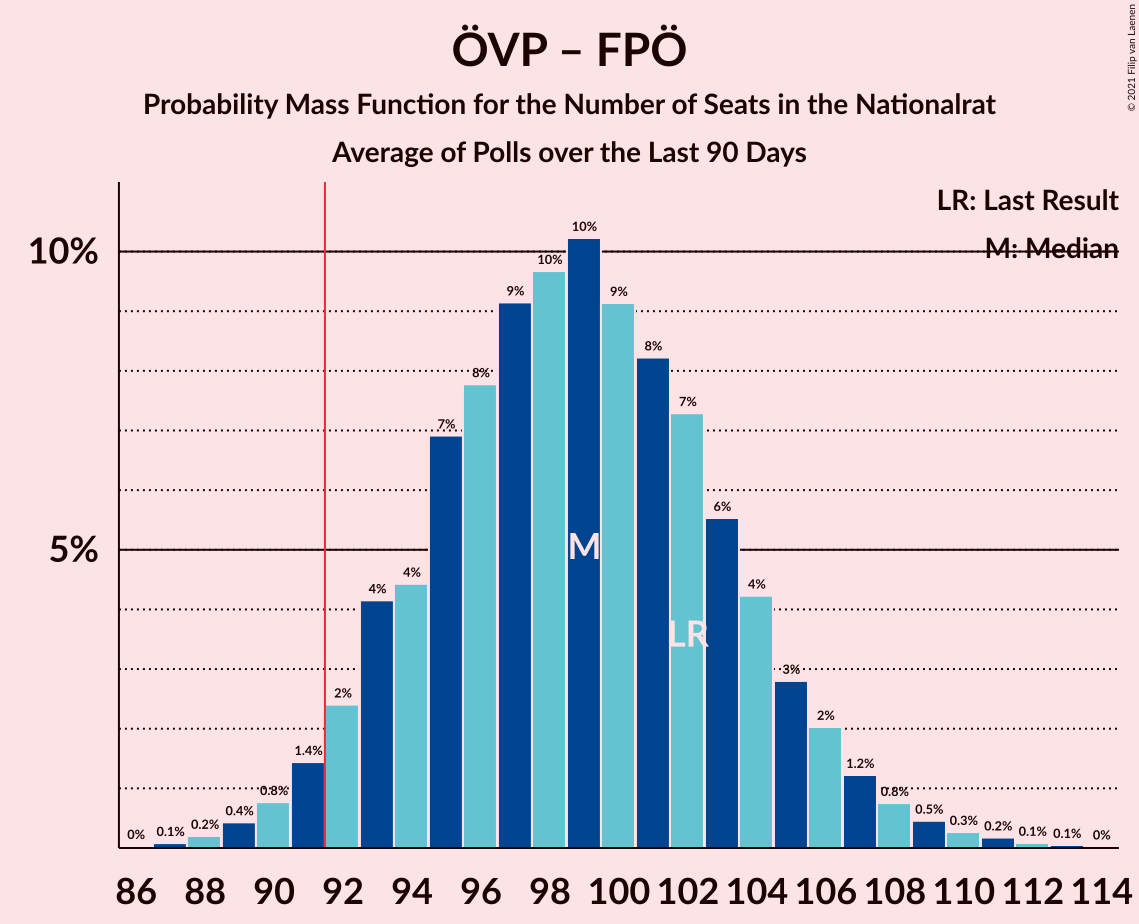 ÖVP – FPÖ
Probability Mass Function for the Number of Seats in the Nationalrat
Average of Polls over the Last 90 Days
© 2021 Filip van Laenen
LR: Last Result
M: Median
10%
5%
0% 0.1% 0.2% 0.4% 0.8% 1.4% 2% 4% 4% 7% 8% 9% 10% 10% 9% 8% 7% 6% 4% 3% 2% 1.2% 0.8% 0.5% 0.3% 0.2% 0.1% 0.1% 0%
M
LR
86 88 90 92 94 96 98 100 102 104 106 108 110 112 114